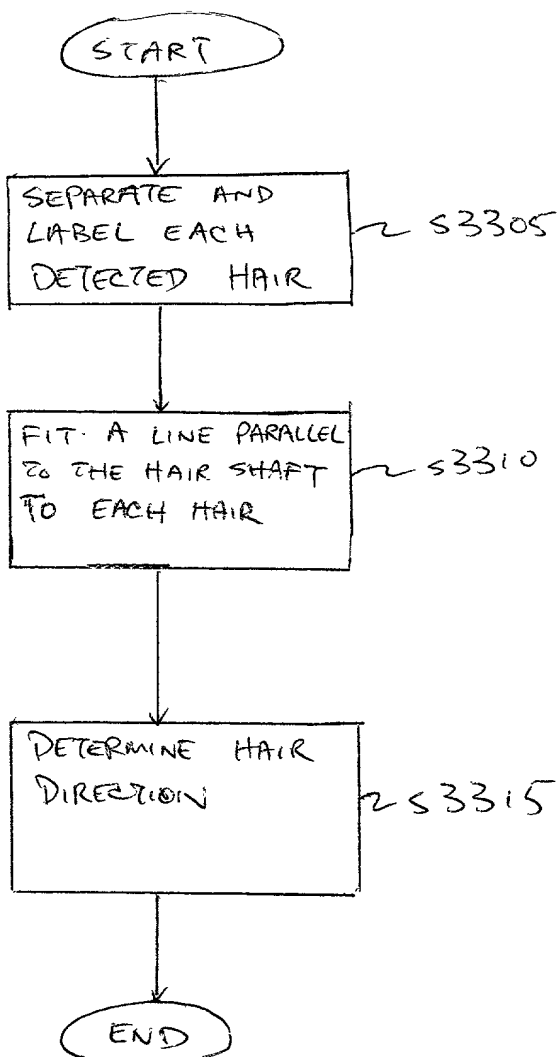 START
SEPARATE AND
LABEL EACH
DETECTED HAIR
S3305
FIT A LINE PARALLEL
TO THE HAIR SHAFT
TO EACH HAIR
S3310
DETERMINE HAIR
DIRECTION
S3315
END